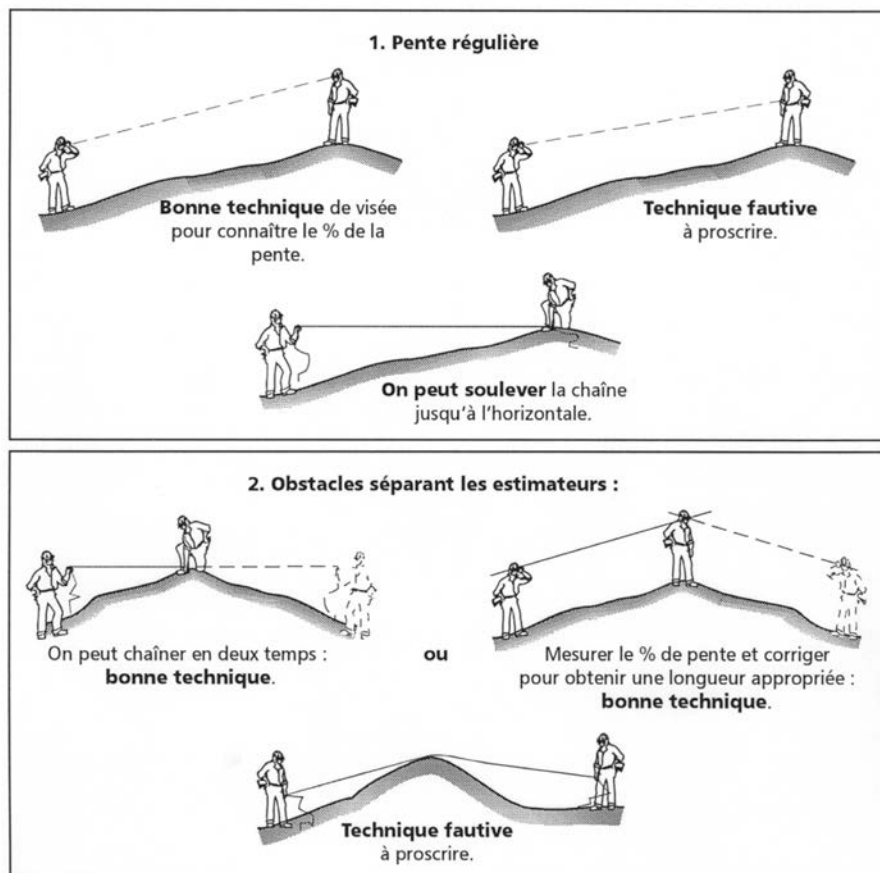 1. Pente régulière
Bonne technique de visée
pour connaître le % de la
pente.
Technique fautive
à proscrire.
On peut soulever la chaîne
jusqu'à l'horizontale.
2. Obstacles séparant les estimateurs :
On peut chaîner en deux temps :
bonne technique.
ou
Mesurer le % de pente et corriger
pour obtenir une longueur appropriée :
bonne technique.
Technique fautive
à proscrire.